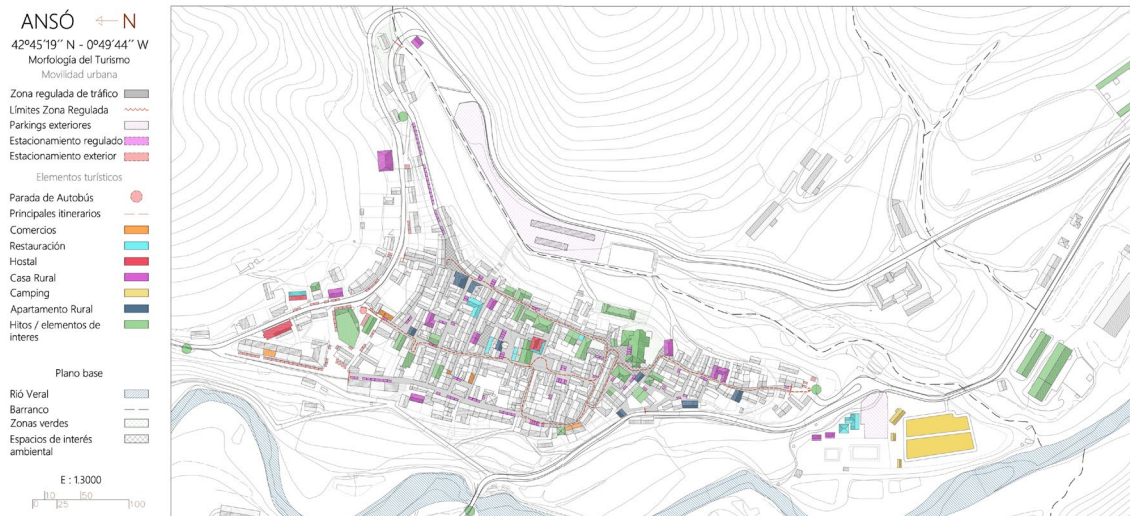 ANSÓ N
42º45'19'' N - 0º49'44'' W
Morfología del Turismo
Movilidad urbana
Zona regulada de tráfico
Límites Zona Regulada
Parkings exteriores
Estacionamiento regulado
Estacionamiento exterior
Elementos turísticos
Parada de Autobús
Principales itinerarios
Comercios
Restauración
Hostal
Casa Rural
Camping
Apartamento Rural
Hitos / elementos de
interes
Plano base
Rió Veral
Barranco
Zonas verdes
Espacios de interés
ambiental
E : 1:3000
0 10 25 50 100